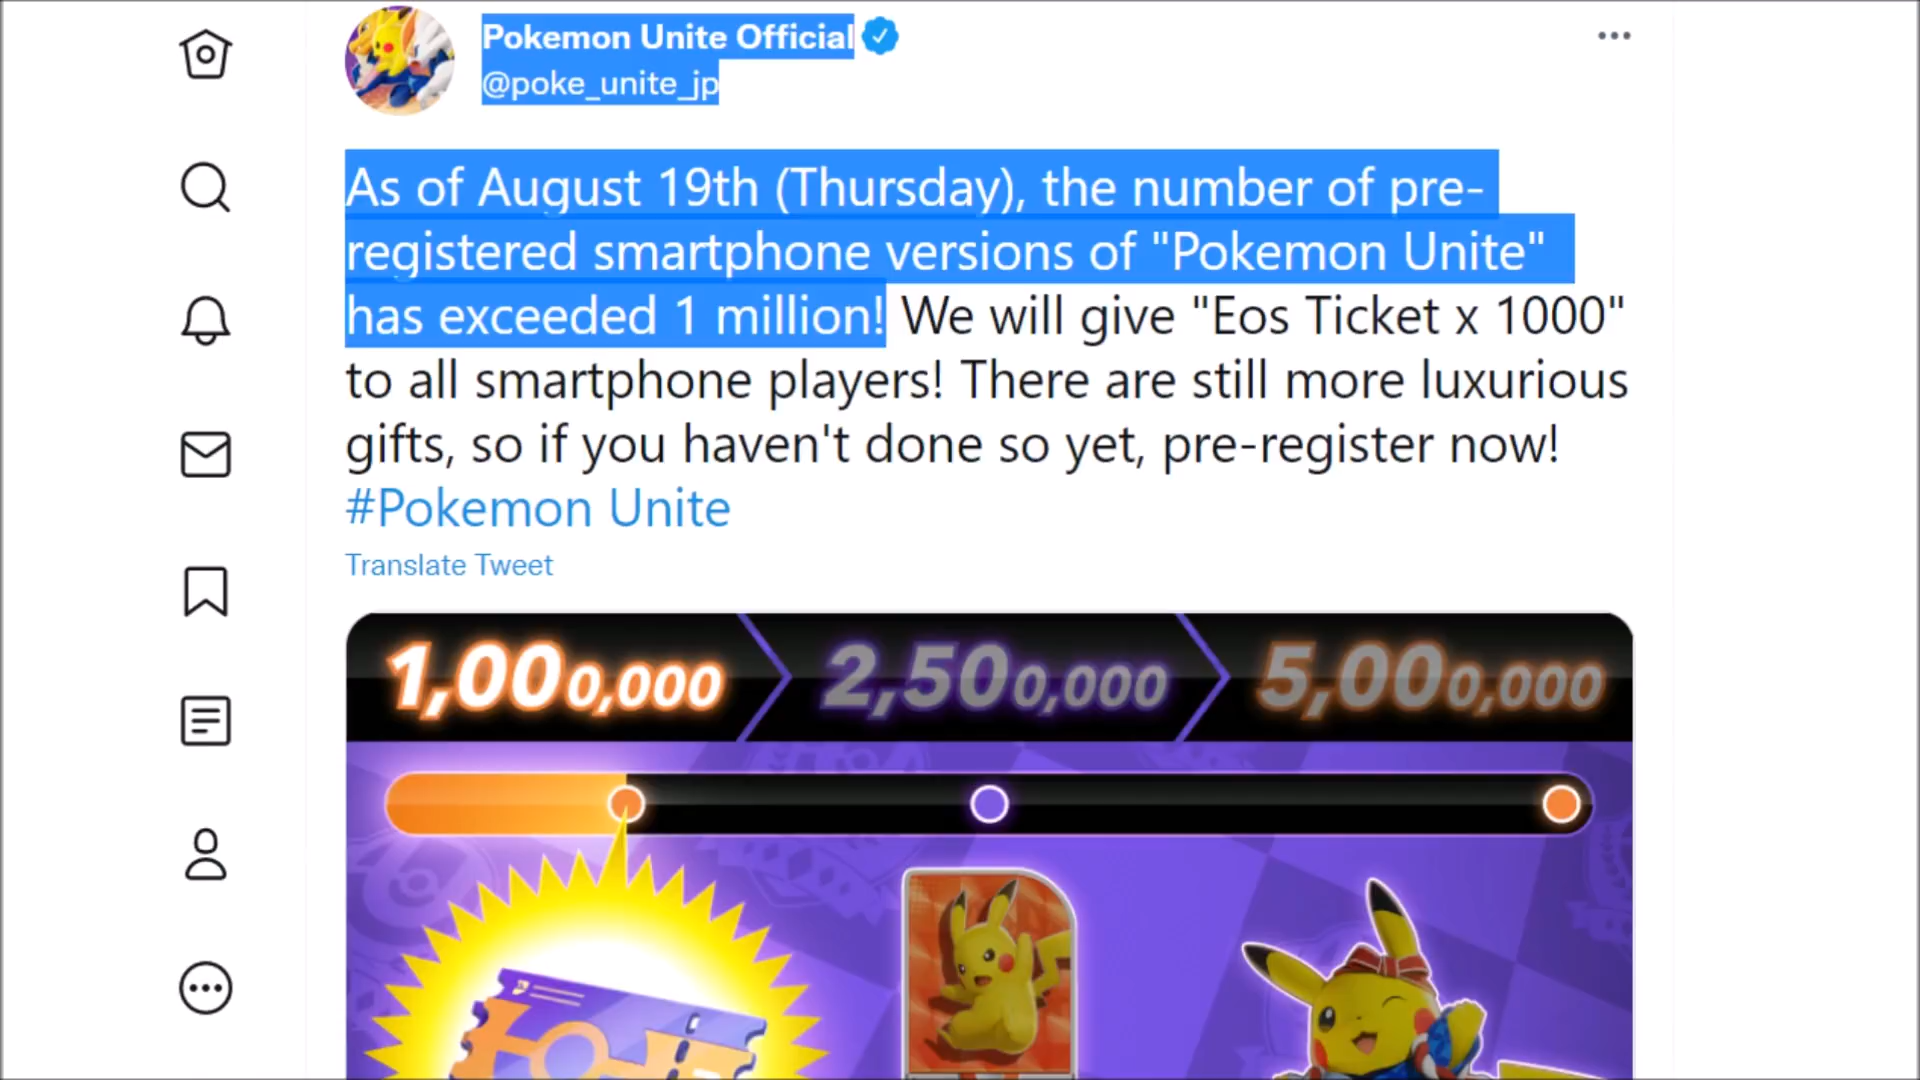 Pokemon Unite Official
@poke_unite_jp
As of August 19th (Thursday), the number of pre-
registered smartphone versions of "Pokemon Unite"
has exceeded 1 million! We will give "Eos Ticket x 1000"
to all smartphone players! There are still more luxurious
gifts, so if you haven't done so yet, pre-register now!
#Pokemon Unite
Translate Tweet
1,000,000 2,500,000 5,000,000